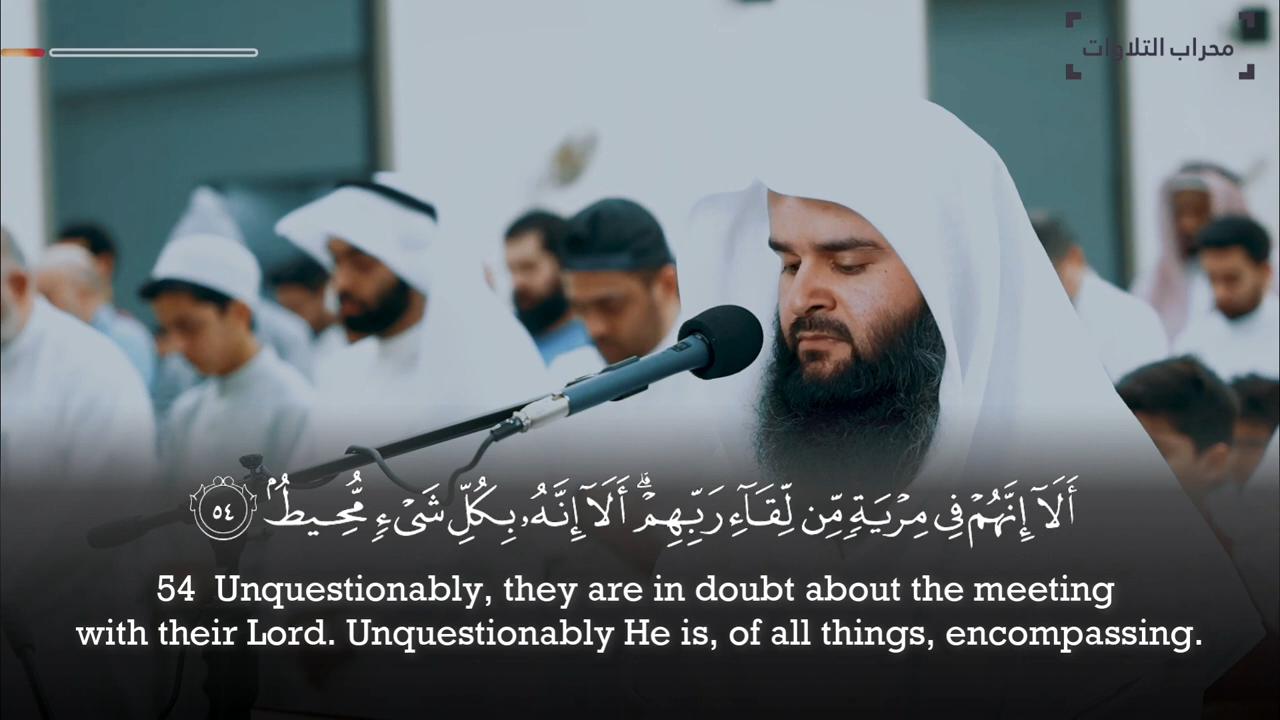 محراب التلاوات
أَلَآ إِنَّهُمْ فِى مِرْيَةٍ مِّن لِّقَآءِ رَبِّهِمْ ۗ أَلَآ إِنَّهُۥ بِكُلِّ شَىْءٍ مُّحِيطٌۢ ٥٤
54 Unquestionably, they are in doubt about the meeting
with their Lord. Unquestionably He is, of all things, encompassing.